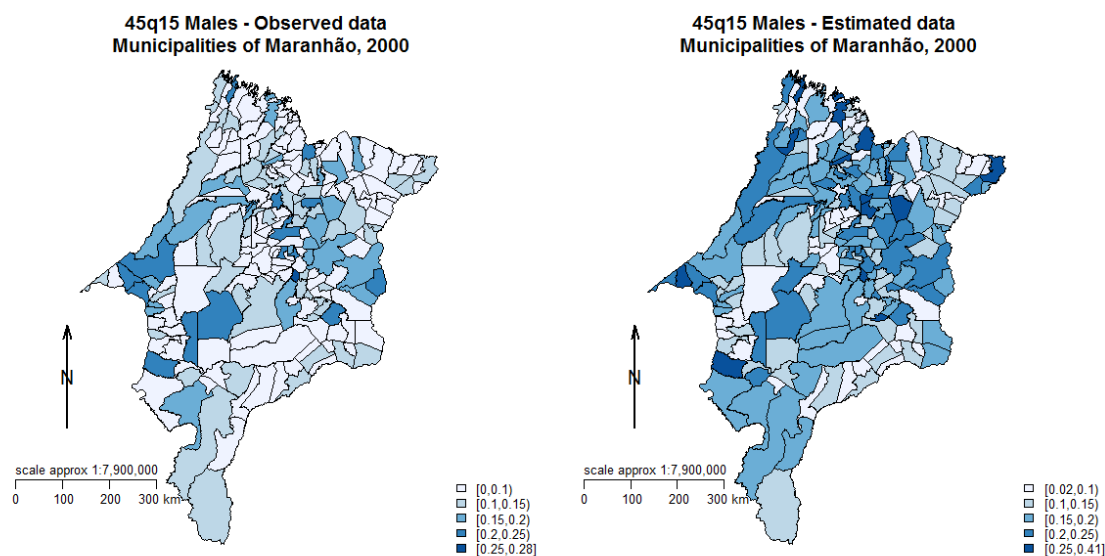 45q15 Males - Observed data
Municipalities of Maranhão, 2000
N
scale approx 1:7,900,000
0 100 200 300 km
[0,0.1)
[0.1,0.15)
[0.15,0.2)
[0.2,0.25)
[0.25,0.28]
45q15 Males - Estimated data
Municipalities of Maranhão, 2000
N
scale approx 1:7,900,000
0 100 200 300 km
[0.02,0.1)
[0.1,0.15)
[0.15,0.2)
[0.2,0.25)
[0.25,0.41]